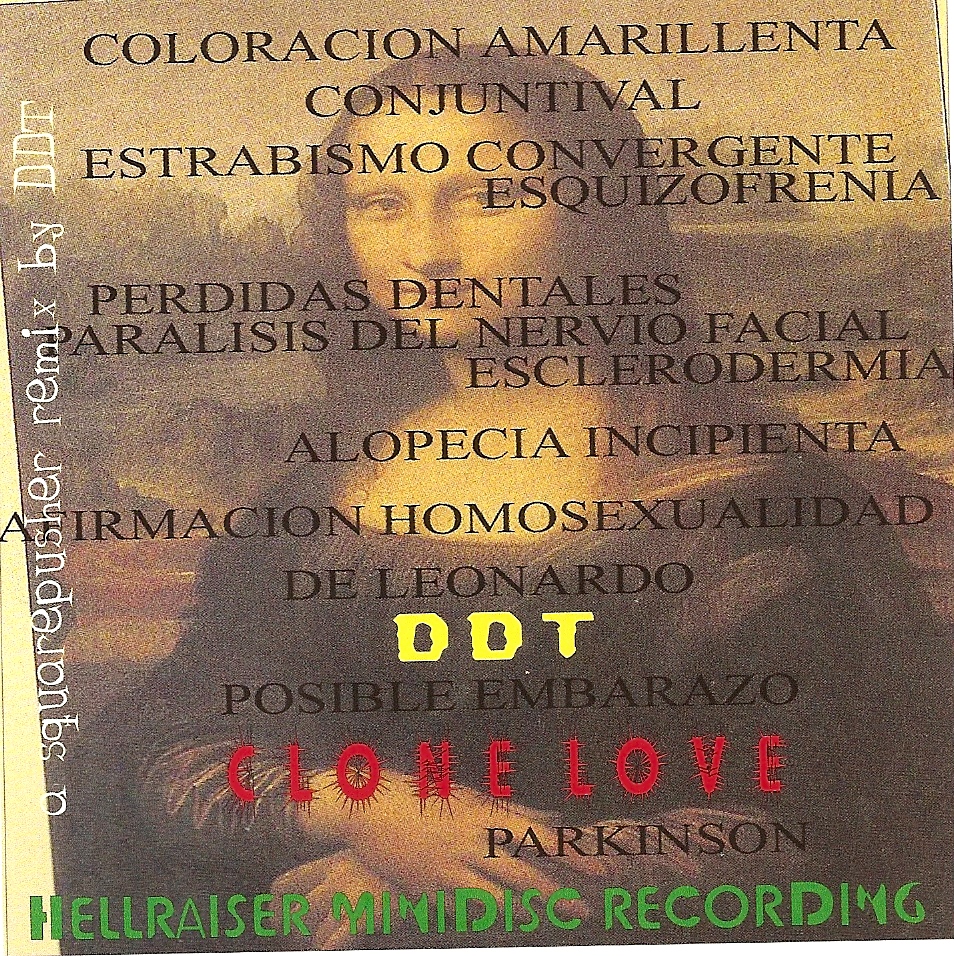 COLORACION AMARILLENTA
CONJUNTIVAL
ESTRABISMO CONVERGENTE
ESQUIZOFRENIA
PERDIDAS DENTALES
PARALISIS DEL NERVIO FACIAL
ESCLERODERMIA
ALOPECIA INCIPIENTA
AFIRMACION HOMOSEXUALIDAD
DE LEONARDO
DDT
POSIBLE EMBARAZO
CLONE LOVE
PARKINSON
HELLRAISER MINIDISC RECORDING
a squarepusher remix by DDT